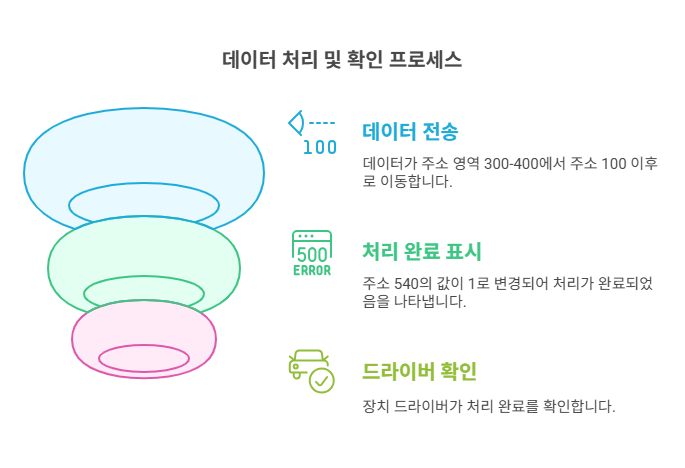 데이터 처리 및 확인 프로세스
100
데이터 전송
데이터가 주소 영역 300-400에서 주소 100 이후
로 이동합니다.
500
ERROR
처리 완료 표시
주소 540의 값이 1로 변경되어 처리가 완료되었
음을 나타냅니다.
드라이버 확인
장치 드라이버가 처리 완료를 확인합니다.